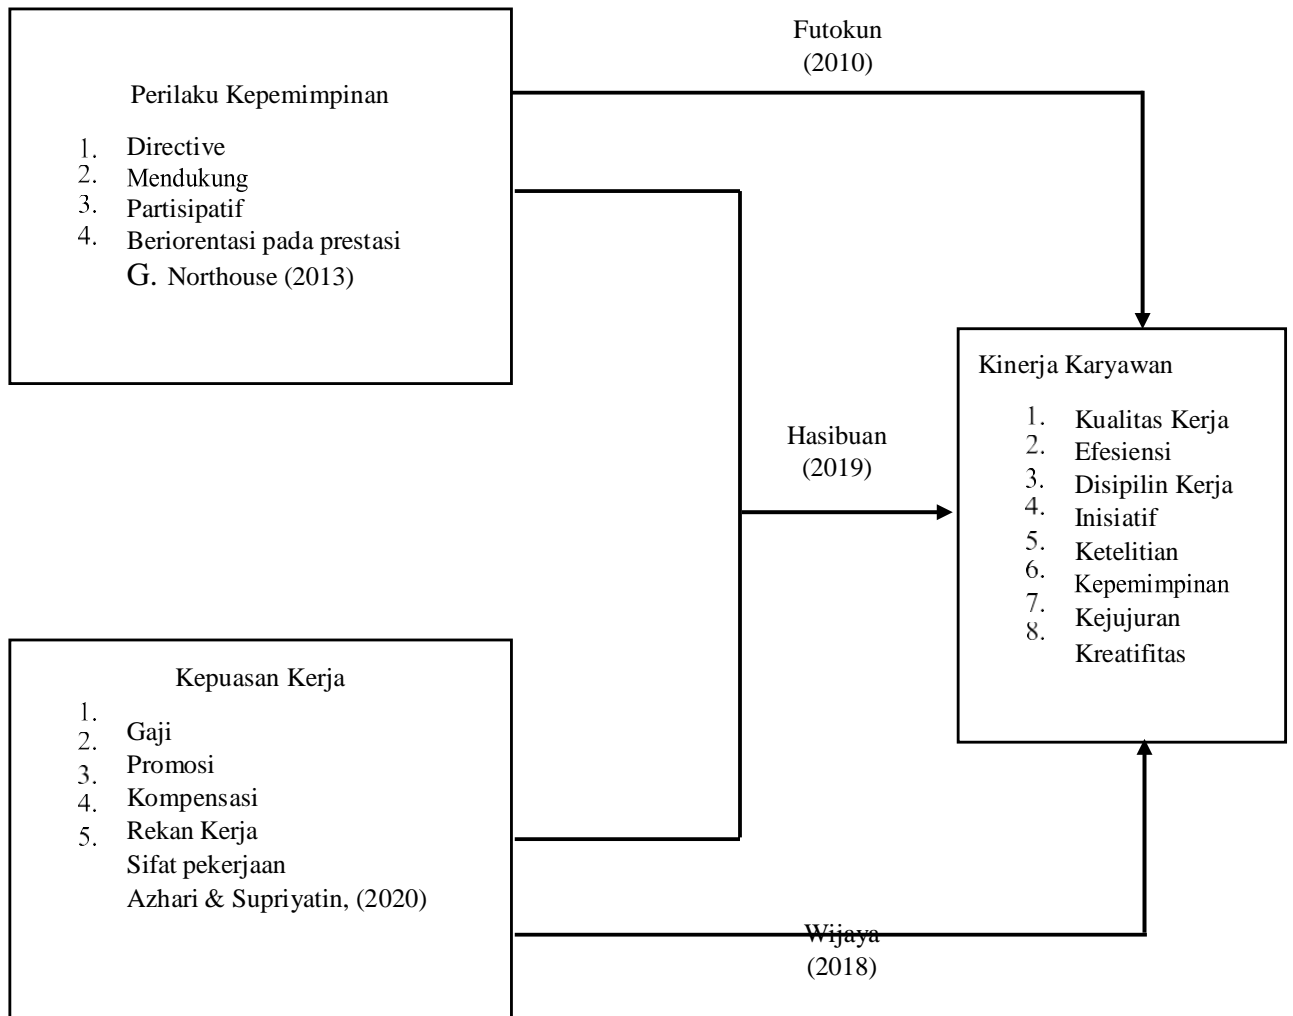 Futokun
(2010)
Perilaku Kepemimpinan
1. Directive
2. Mendukung
3. Partisipatif
4. Beriorentasi pada prestasi
G. Northouse (2013)
Hasibuan
(2019)
Kinerja Karyawan
1. Kualitas Kerja
2. Efesiensi
3. Disipilin Kerja
4. Inisiatif
5. Ketelitian
6. Kepemimpinan
7. Kejujuran
8. Kreatifitas
Kepuasan Kerja
1. Gaji
2. Promosi
3. Kompensasi
4. Rekan Kerja
5. Sifat pekerjaan
Azhari & Supriyatin, (2020)
Wijaya
(2018)